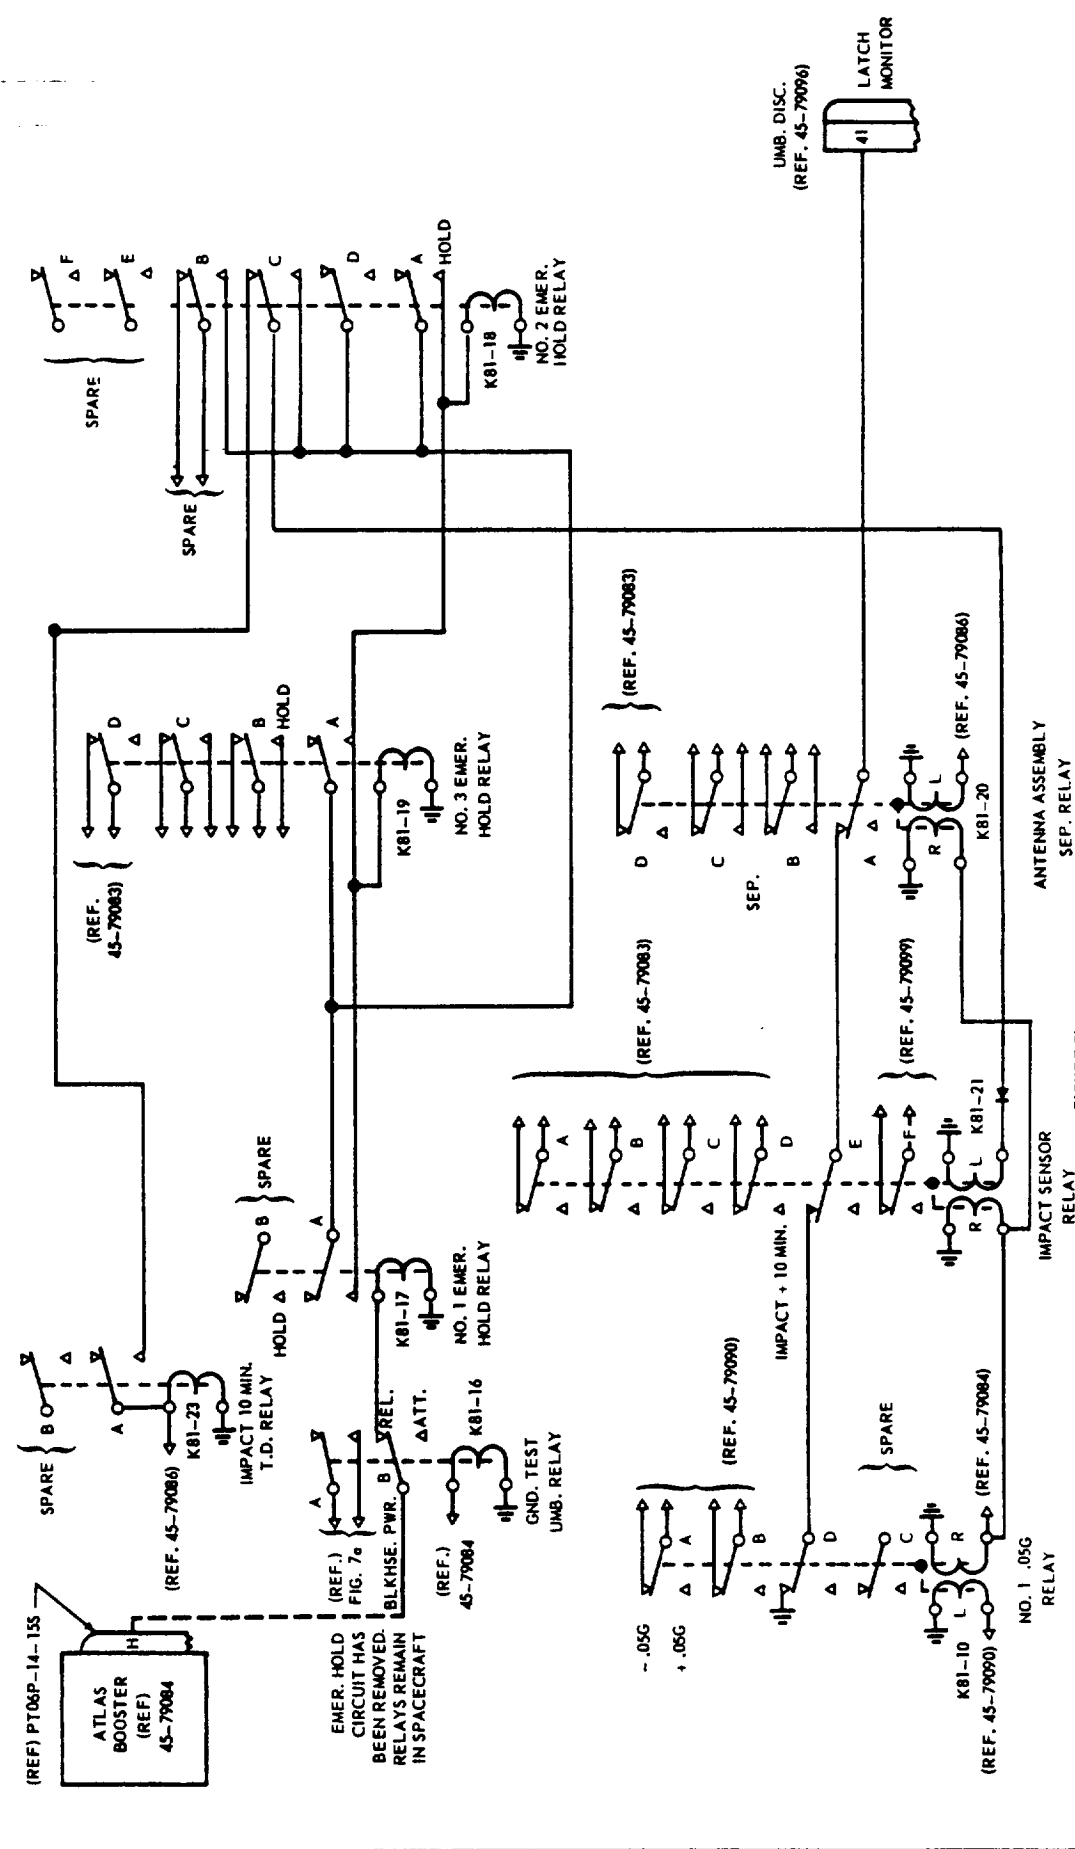 (REF) PT06P-14-15S
ATLAS
BOOSTER
(REF)
45-79084
H
EMER. HOLD
CIRCUIT HAS
BEEN REMOVED.
RELAYS REMAIN
IN SPACECRAFT
SPARE
B
A
(REF. 45-79086)
K81-23
IMPACT 10 MIN.
T.D. RELAY
(REF.)
FIG. 7a
A
BLKHSE. PWR.
B
REL.
ATT.
(REF.)
45-79084
K81-16
GND. TEST
UMB. RELAY
HOLD
B
SPARE
A
K81-17
NO. 1 EMER.
HOLD RELAY
(REF.
45-79083)
D
C
B
HOLD
A
K81-19
NO. 3 EMER.
HOLD RELAY
SPARE
SPARE
F
E
B
C
D
A
HOLD
K81-18
NO. 2 EMER.
HOLD RELAY
- .05G
+ .05G
A
B
(REF. 45-79090)
D
C
SPARE
R
L
K81-10
(REF. 45-79090)
(REF. 45-79084)
NO. 1 .05G
RELAY
IMPACT + 10 MIN.
A
B
C
D
(REF. 45-79083)
E
F
(REF. 45-79099)
R
L
K81-21
IMPACT SENSOR
RELAY
SEP.
D
C
B
A
(REF. 45-79083)
R
L
K81-20
(REF. 45-79086)
ANTENNA ASSEMBLY
SEP. RELAY
UMB. DISC.
(REF. 45-79096)
41
LATCH
MONITOR